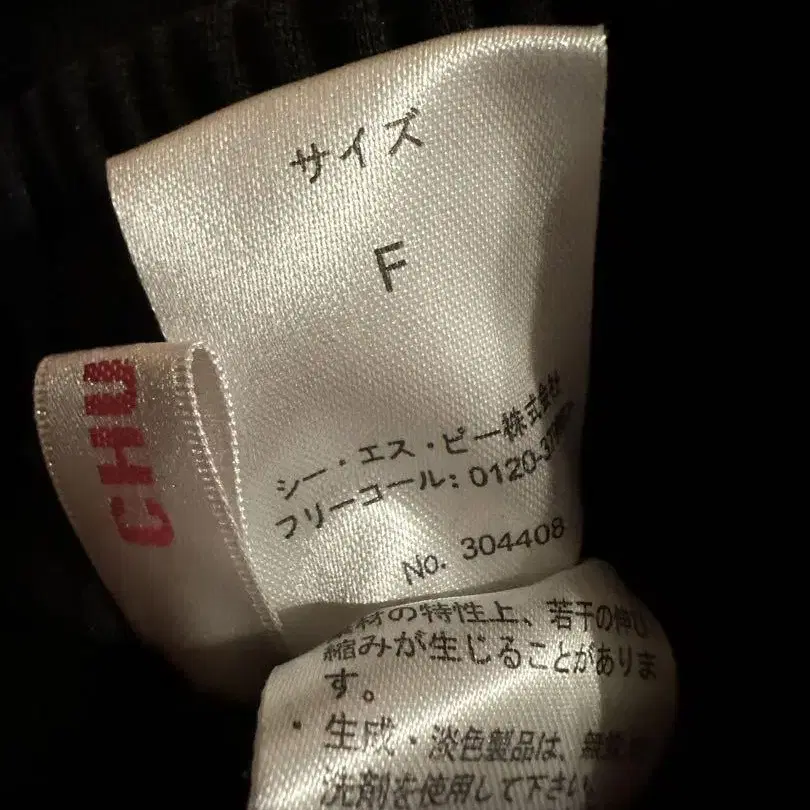 サイズ
F
CHU
シー・エス・ピー株式会社
フリーコール: 0120-37
No. 304408
の特性上、若干の伸び
縮みが生じることがありま
す。
・生成・淡色製品は、無蛍光
洗剤を使用して下さい